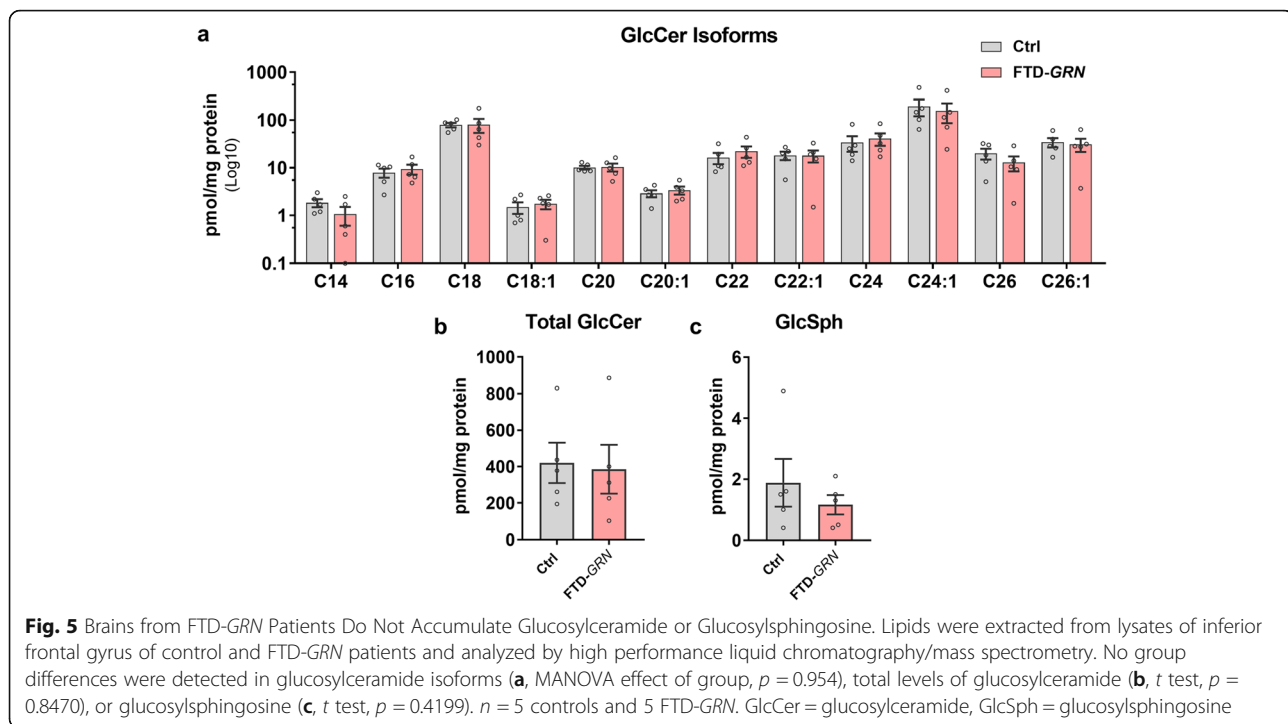 a
GlcCer Isoforms
Ctrl
FTD-GRN
pmol/mg protein
(Log10)
1000
100
10
1
0.1
C14 C16 C18 C18:1 C20 C20:1 C22 C22:1 C24 C24:1 C26 C26:1
b
Total GlcCer
pmol/mg protein
1000
800
600
400
200
0
Ctrl
FTD-GRN
c
GlcSph
pmol/mg protein
6
4
2
0
Ctrl
FTD-GRN
Fig. 5 Brains from FTD-GRN Patients Do Not Accumulate Glucosylceramide or Glucosylsphingosine. Lipids were extracted from lysates of inferior
frontal gyrus of control and FTD-GRN patients and analyzed by high performance liquid chromatography/mass spectrometry. No group
differences were detected in glucosylceramide isoforms (a, MANOVA effect of group, p = 0.954), total levels of glucosylceramide (b, t test, p =
0.8470), or glucosylsphingosine (c, t test, p = 0.4199). n = 5 controls and 5 FTD-GRN. GlcCer = glucosylceramide, GlcSph = glucosylsphingosine